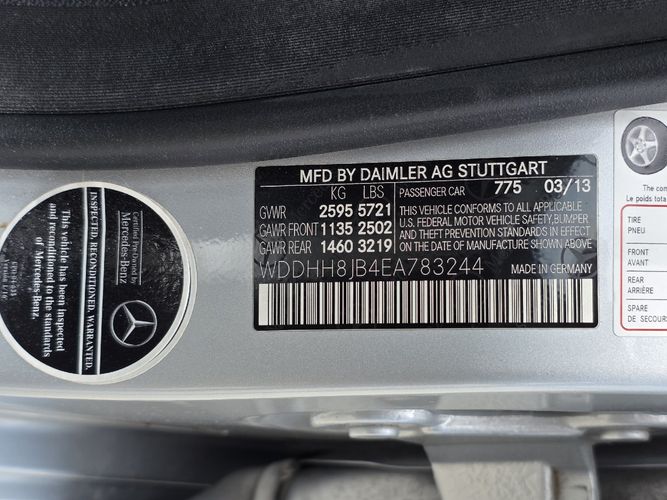 MFD BY DAIMLER AG STUTTGART
KG LBS PASSENGER CAR 775 03/13
GVWR 2595 5721
GAWR FRONT 1135 2502
GAWR REAR 1460 3219
THIS VEHICLE CONFORMS TO ALL APPLICABLE
U.S. FEDERAL MOTOR VEHICLE SAFETY, BUMPER
AND THEFT PREVENTION STANDARDS IN EFFECT
ON THE DATE OF MANUFACTURE SHOWN ABOVE.
WDDHH8JB4EA783244 MADE IN GERMANY
Certified Pre-Owned by
Mercedes-Benz
INSPECTED. RECONDITIONED. WARRANTED.
This vehicle has been inspected
and reconditioned to the standards
of Mercedes-Benz.
Le poids total
TIRE
PNEU
FRONT
AVANT
REAR
ARRIÈRE
SPARE
DE SECOURS